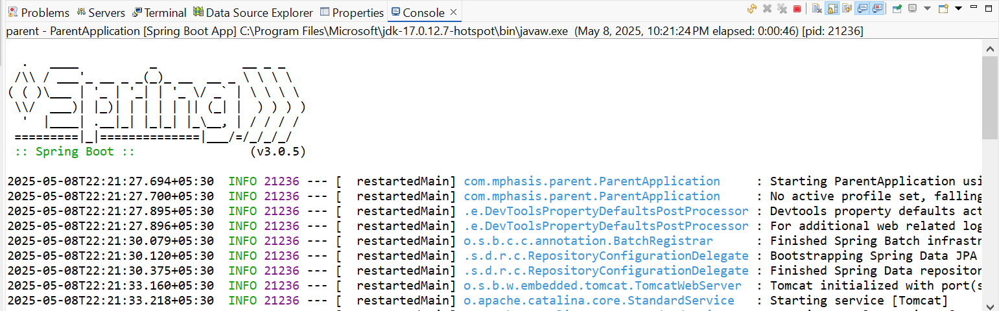 Problems Servers Terminal Data Source Explorer Properties Console
parent - ParentApplication [Spring Boot App] C:\Program Files\Microsoft\jdk-17.0.12.7-hotspot\bin\javaw.exe (May 8, 2025, 10:21:24 PM elapsed: 0:00:46) [pid: 21236]
  .   ____          _            __ _ _
 /\\ / ___'_ __ _ _(_)_ __  __ _ \ \ \ \
( ( )\___ | '_ | '_| | '_ \/ _` | \ \ \ \
 \\/  ___)| |_)| | | | | || (_| |  ) ) ) )
  '  |____| .__|_| |_|_| |_\__, | / / / /
 =========|_|==============|___/=/_/_/_/
 :: Spring Boot ::                (v3.0.5)
2025-05-08T22:21:27.694+05:30  INFO 21236 --- [  restartedMain] com.mphasis.parent.ParentApplication     : Starting ParentApplication usi
2025-05-08T22:21:27.700+05:30  INFO 21236 --- [  restartedMain] com.mphasis.parent.ParentApplication     : No active profile set, falling
2025-05-08T22:21:27.895+05:30  INFO 21236 --- [  restartedMain] .e.DevToolsPropertyDefaultsPostProcessor : Devtools property defaults act
2025-05-08T22:21:27.896+05:30  INFO 21236 --- [  restartedMain] .e.DevToolsPropertyDefaultsPostProcessor : For additional web related log
2025-05-08T22:21:30.079+05:30  INFO 21236 --- [  restartedMain] o.s.b.c.c.annotation.BatchRegistrar      : Finished Spring Batch infrastr
2025-05-08T22:21:30.120+05:30  INFO 21236 --- [  restartedMain] .s.d.r.c.RepositoryConfigurationDelegate : Bootstrapping Spring Data JPA
2025-05-08T22:21:30.375+05:30  INFO 21236 --- [  restartedMain] .s.d.r.c.RepositoryConfigurationDelegate : Finished Spring Data repositor
2025-05-08T22:21:33.160+05:30  INFO 21236 --- [  restartedMain] o.s.b.w.embedded.tomcat.TomcatWebServer  : Tomcat initialized with port(s
2025-05-08T22:21:33.218+05:30  INFO 21236 --- [  restartedMain] o.apache.catalina.core.StandardService   : Starting service [Tomcat]